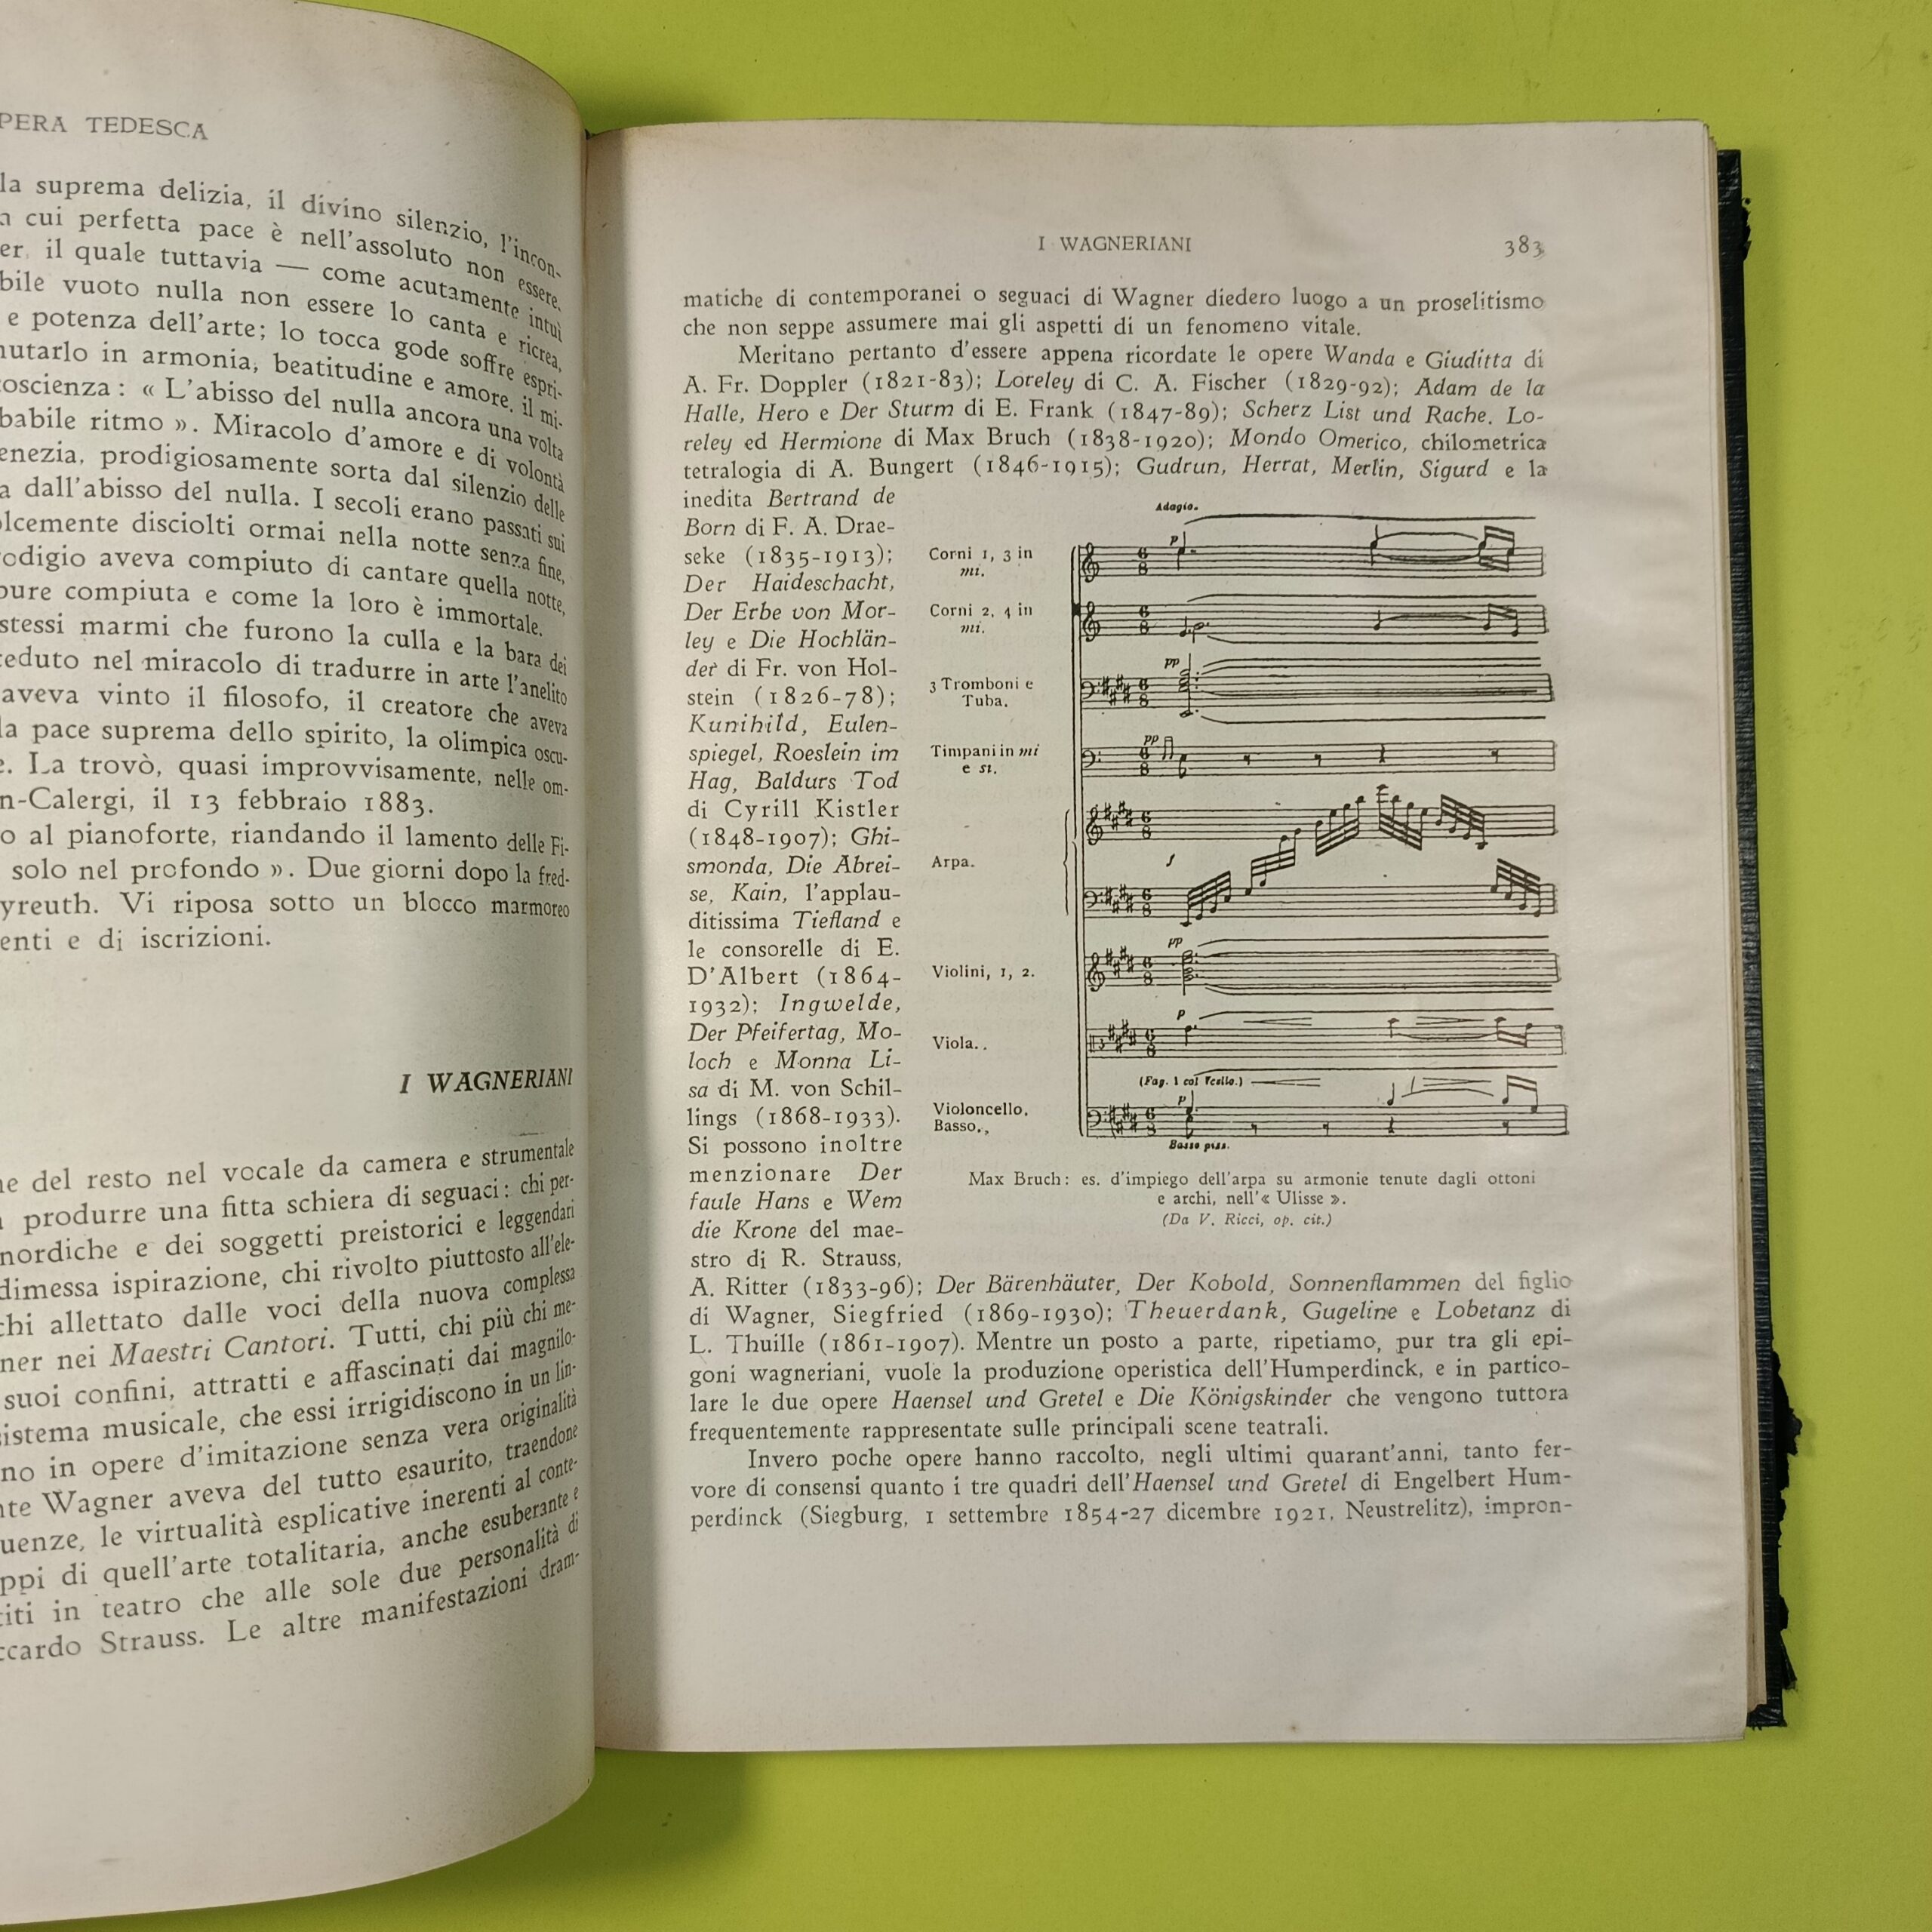 PERA TEDESCA
la suprema delizia, il divino silenzio, l'incon-
cui perfetta pace è nell'assoluto non essere.
er, il quale tuttavia — come acutamente intuì
bile vuoto nulla non essere lo canta e ricrea,
e potenza dell'arte; lo tocca gode soffre espri-
utarlo in armonia, beatitudine e amore. il mi-
oscienza: « L'abisso del nulla ancora una volta
babile ritmo ». Miracolo d'amore e di volontà
enezia, prodigiosamente sorta dal silenzio delle
a dall'abisso del nulla. I secoli erano passati sui
lcemente disciolti ormai nella notte senza fine,
odigio aveva compiuto di cantare quella notte,
pure compiuta e come la loro è immortale.
stessi marmi che furono la culla e la bara dei
eduto nel miracolo di tradurre in arte l'anelito
aveva vinto il filosofo, il creatore che aveva
la pace suprema dello spirito, la olimpica oscu-
e. La trovò, quasi improvvisamente, nelle om-
n-Calergi, il 13 febbraio 1883.
o al pianoforte, riandando il lamento delle Fi-
solo nel profondo ». Due giorni dopo la fred-
yreuth. Vi riposa sotto un blocco marmoreo
enti e di iscrizioni.
I WAGNERIANI
ne del resto nel vocale da camera e strumentale
produrre una fitta schiera di seguaci: chi per-
nordiche e dei soggetti preistorici e leggendari
dimessa ispirazione, chi rivolto piuttosto all'ele-
chi allettato dalle voci della nuova complessa
ner nei Maestri Cantori. Tutti, chi più chi me-
suoi confini, attratti e affascinati dai magnilo-
sistema musicale, che essi irrigidiscono in un lin-
no in opere d'imitazione senza vera originalità
nte Wagner aveva del tutto esaurito, traendone
uenze, le virtualità esplicative inerenti al conte-
ppi di quell'arte totalitaria, anche esuberante e
titi in teatro che alle sole due personalità di
ccardo Strauss. Le altre manifestazioni dram-
I WAGNERIANI 383
matiche di contemporanei o seguaci di Wagner diedero luogo a un proselitismo
che non seppe assumere mai gli aspetti di un fenomeno vitale.
Meritano pertanto d'essere appena ricordate le opere Wanda e Giuditta di
A. Fr. Doppler (1821-83); Loreley di C. A. Fischer (1829-92); Adam de la
Halle, Hero e Der Sturm di E. Frank (1847-89); Scherz List und Rache, Lo-
reley ed Hermione di Max Bruch (1838-1920); Mondo Omerico, chilometrica
tetralogia di A. Bungert (1846-1915); Gudrun, Herrat, Merlin, Sigurd e la
inedita Bertrand de
Born di F. A. Drae-
seke (1835-1913);
Der Haideschacht,
Der Erbe von Mor-
ley e Die Hochlän-
der di Fr. von Hol-
stein (1826-78);
Kunihild, Eulen-
spiegel, Roeslein im
Hag, Baldurs Tod
di Cyrill Kistler
(1848-1907); Ghi-
smonda, Die Abrei-
se, Kain, l'applau-
ditissima Tiefland e
le consorelle di E.
D'Albert (1864-
1932); Ingwelde,
Der Pfeifertag, Mo-
loch e Monna Li-
sa di M. von Schil-
lings (1868-1933).
Si possono inoltre
menzionare Der
faule Hans e Wem
die Krone del mae-
stro di R. Strauss,
Adagio.
p
Corni 1, 3 in
mi.
Corni 2, 4 in
mi.
pp
3 Tromboni e
Tuba.
pp
Timpani in mi
e si.
Arpa.
f
pp
Violini, 1, 2.
p
Viola..
(Fag. 1 col Vcello.)
p
Violoncello.
Basso.,
Basso pizz.
Max Bruch: es. d'impiego dell'arpa su armonie tenute dagli ottoni
e archi, nell'« Ulisse ».
(Da V. Ricci, op. cit.)
A. Ritter (1833-96); Der Bärenhäuter, Der Kobold, Sonnenflammen del figlio
di Wagner, Siegfried (1869-1930); Theuerdank, Gugeline e Lobetanz di
L. Thuille (1861-1907). Mentre un posto a parte, ripetiamo, pur tra gli epi-
goni wagneriani, vuole la produzione operistica dell'Humperdinck, e in partico-
lare le due opere Haensel und Gretel e Die Königskinder che vengono tuttora
frequentemente rappresentate sulle principali scene teatrali.
Invero poche opere hanno raccolto, negli ultimi quarant'anni, tanto fer-
vore di consensi quanto i tre quadri dell'Haensel und Gretel di Engelbert Hum-
perdinck (Siegburg, 1 settembre 1854-27 dicembre 1921, Neustrelitz), impron-